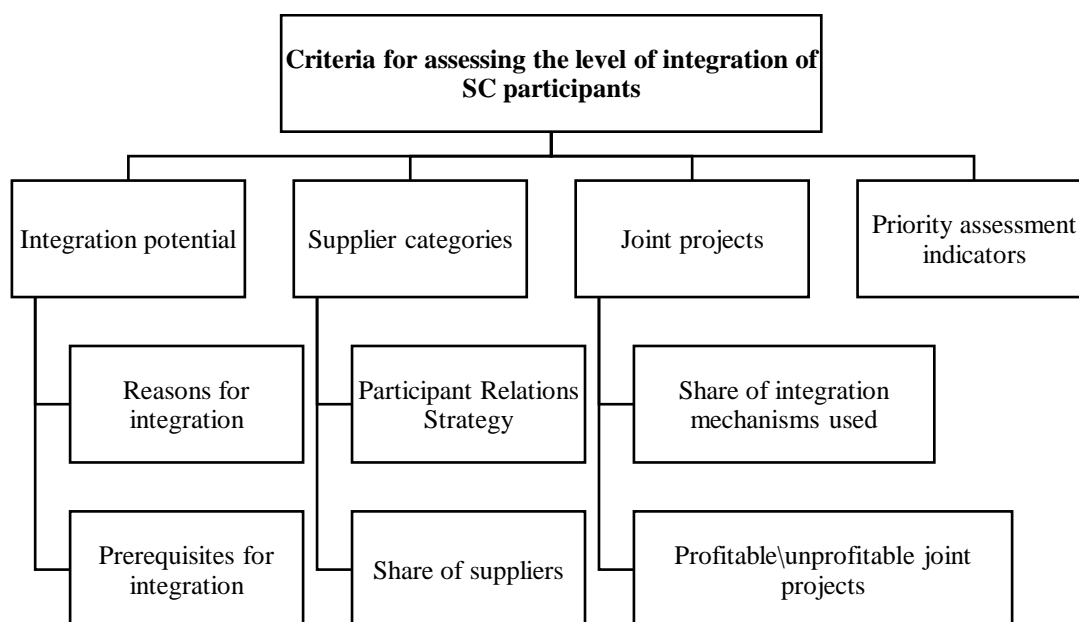 Criteria for assessing the level of integration of
SC participants
Integration potential
Supplier categories
Joint projects
Priority assessment
indicators
Reasons for
integration
Participant Relations
Strategy
Share of integration
mechanisms used
Prerequisites for
integration
Share of suppliers
Profitable\unprofitable joint
projects